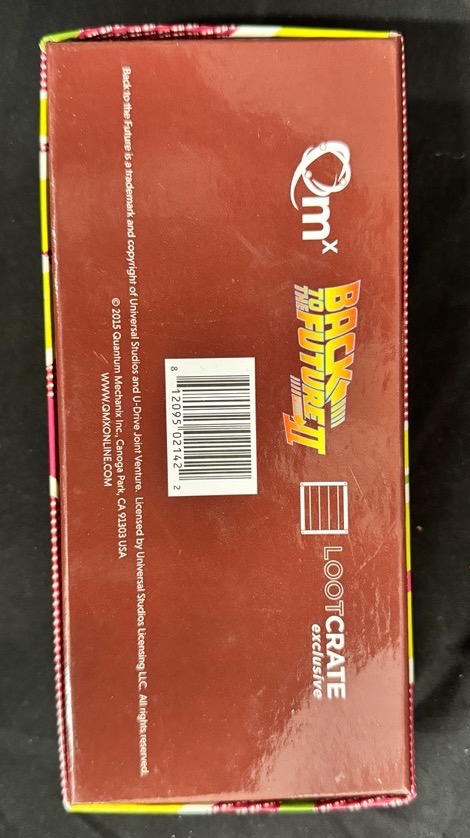 Qmx
BACK
TO THE
FUTURE II
LOOTCRATE
exclusive
8 12095 02142 2
Back to the Future is a trademark and copyright of Universal Studios and U-Drive Joint Venture. Licensed by Universal Studios Licensing LLC. All rights reserved.
© 2015 Quantum Mechanix Inc., Canoga Park, CA 91303 USA
WWW.QMXONLINE.COM